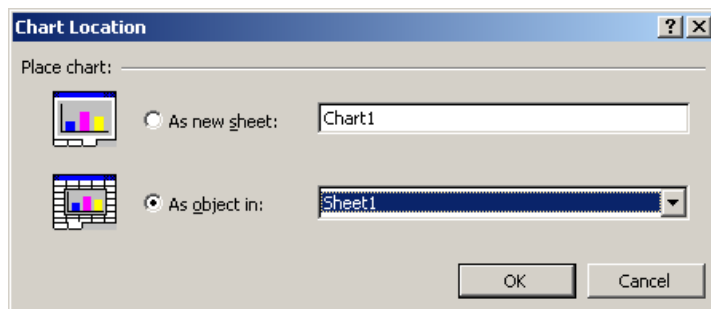 Chart Location
Place chart:
As new sheet: Chart1
As object in: Sheet1
OK Cancel